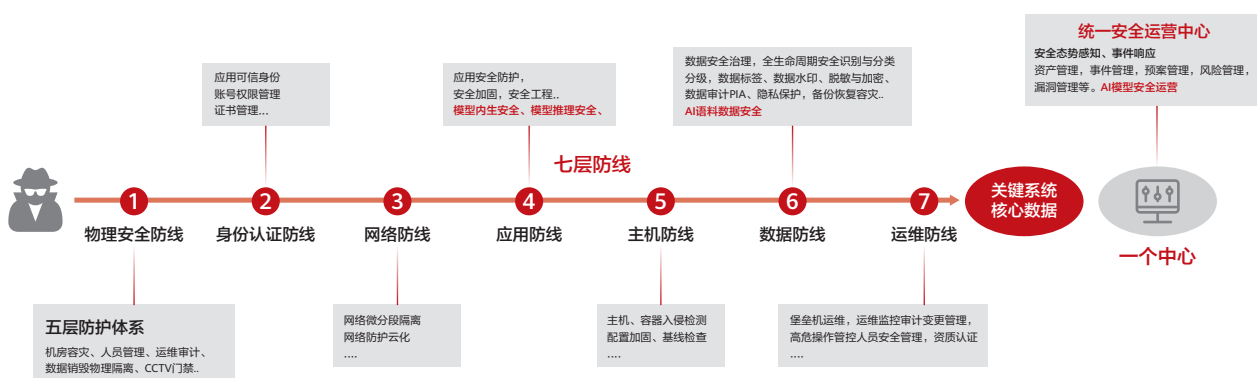 统一安全运营中心
安全态势感知、事件响应
资产管理，事件管理，预案管理，风险管理，
漏洞管理等。AI模型安全运营
应用可信身份
账号权限管理
证书管理...
应用安全防护，
安全加固，安全工程..
模型内生安全、模型推理安全、
数据安全治理，全生命周期安全识别与分类
分级，数据标签、数据水印、脱敏与加密、
数据审计PIA、隐私保护，备份恢复容灾..
AI语料数据安全
七层防线
1
2
3
4
5
6
7
关键系统
核心数据
物理安全防线
身份认证防线
网络防线
应用防线
主机防线
数据防线
运维防线
一个中心
五层防护体系
机房容灾、人员管理、运维审计、
数据销毁物理隔离、CCTV门禁..
网络微分段隔离
网络防护云化
....
主机、容器入侵检测
配置加固、基线检查
....
堡垒机运维，运维监控审计变更管理，
高危操作管控人员安全管理，资质认证
....